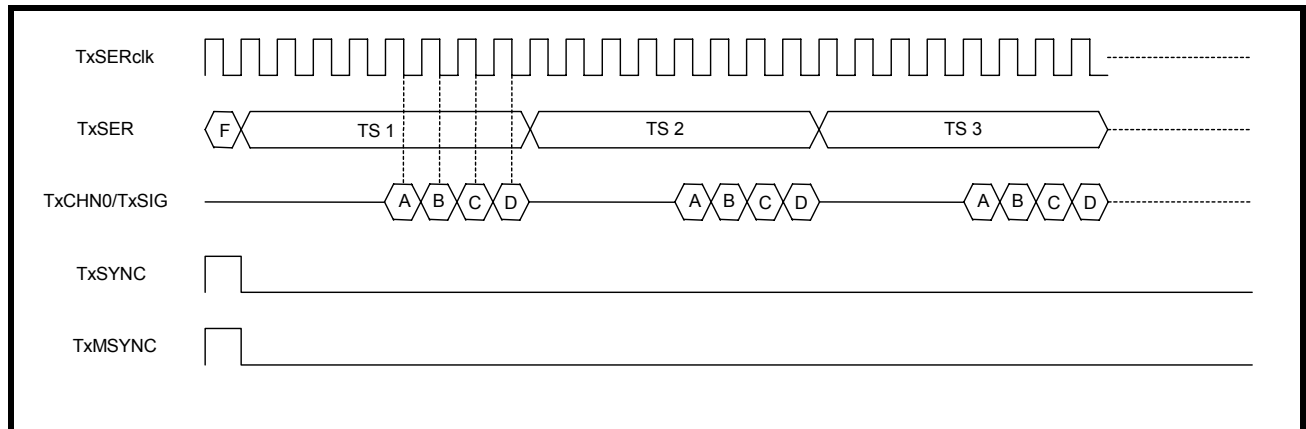 TxSERclk
TxSER F TS 1 TS 2 TS 3
TxCHN0/TxSIG A B C D A B C D A B C D
TxSYNC
TxMSYNC